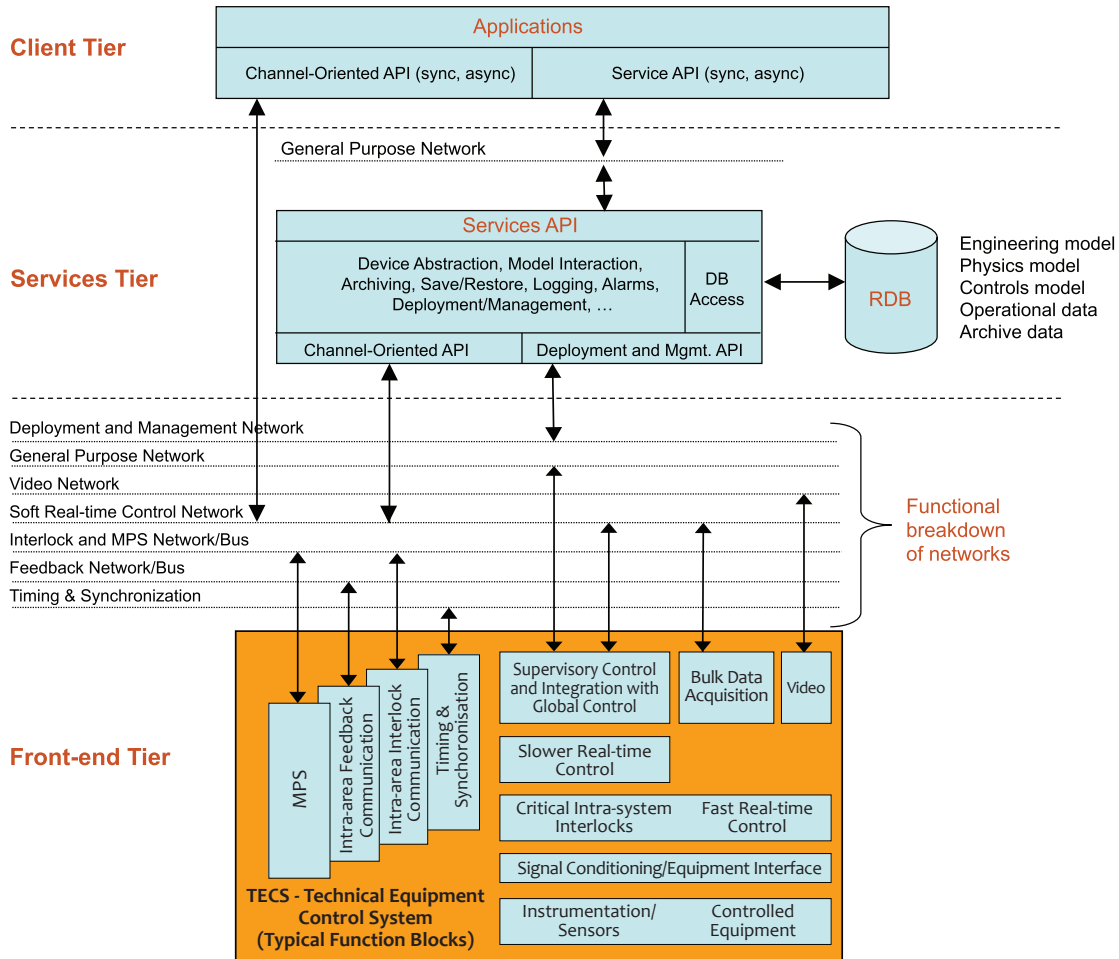 Applications
Client Tier
Channel-Oriented API (sync, async)
Service API (sync, async)
General Purpose Network
Services API
Services Tier
Device Abstraction, Model Interaction,
Archiving, Save/Restore, Logging, Alarms,
Deployment/Management, …
DB
Access
RDB
Engineering model
Physics model
Controls model
Operational data
Archive data
Channel-Oriented API
Deployment and Mgmt. API
Deployment and Management Network
General Purpose Network
Video Network
Soft Real-time Control Network
Interlock and MPS Network/Bus
Feedback Network/Bus
Timing & Synchronization
Functional
breakdown
of networks
Front-end Tier
MPS
Intra-area Feedback
Communication
Intra-area Interlock
Communication
Timing &
Synchoronisation
Supervisory Control
and Integration with
Global Control
Bulk Data
Acquisition
Video
Slower Real-time
Control
Critical Intra-system
Interlocks
Fast Real-time
Control
Signal Conditioning/Equipment Interface
Instrumentation/
Sensors
Controlled
Equipment
TECS - Technical Equipment
Control System
(Typical Function Blocks)